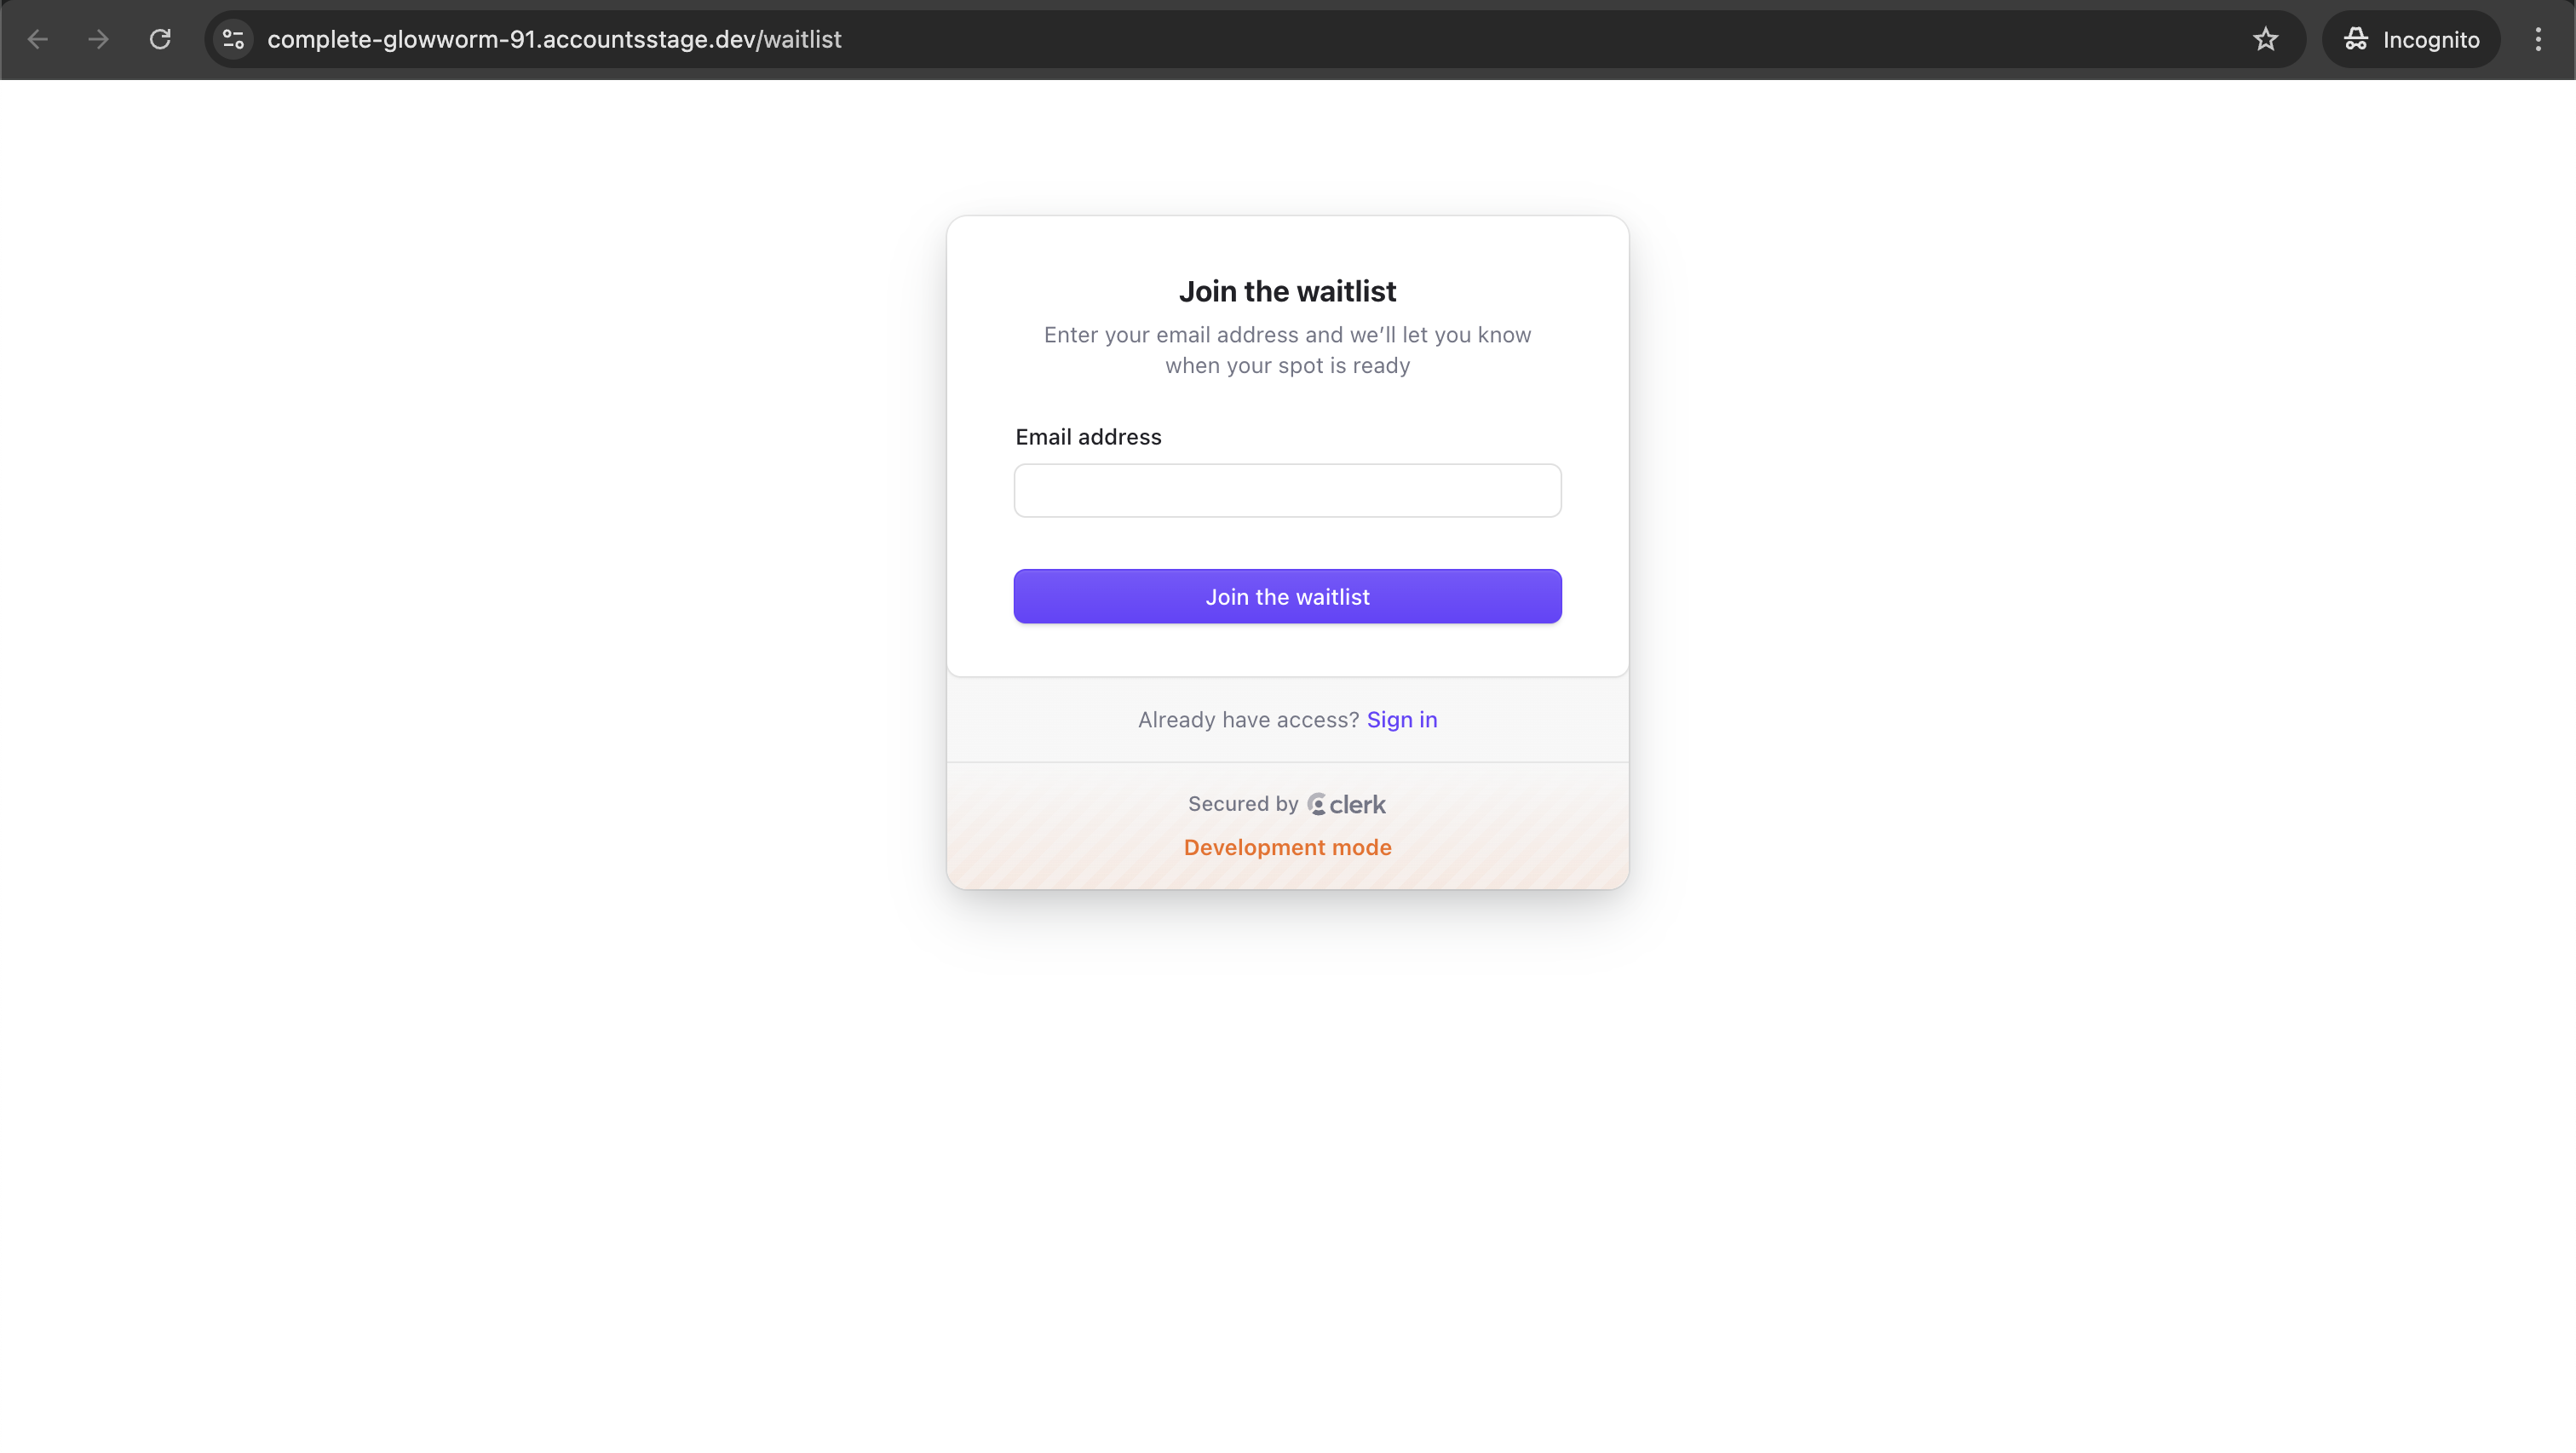 complete-glowworm-91.accountsstage.dev/waitlist
Incognito
Join the waitlist
Enter your email address and we’ll let you know
when your spot is ready
Email address
Join the waitlist
Already have access? Sign in
Secured by clerk
Development mode